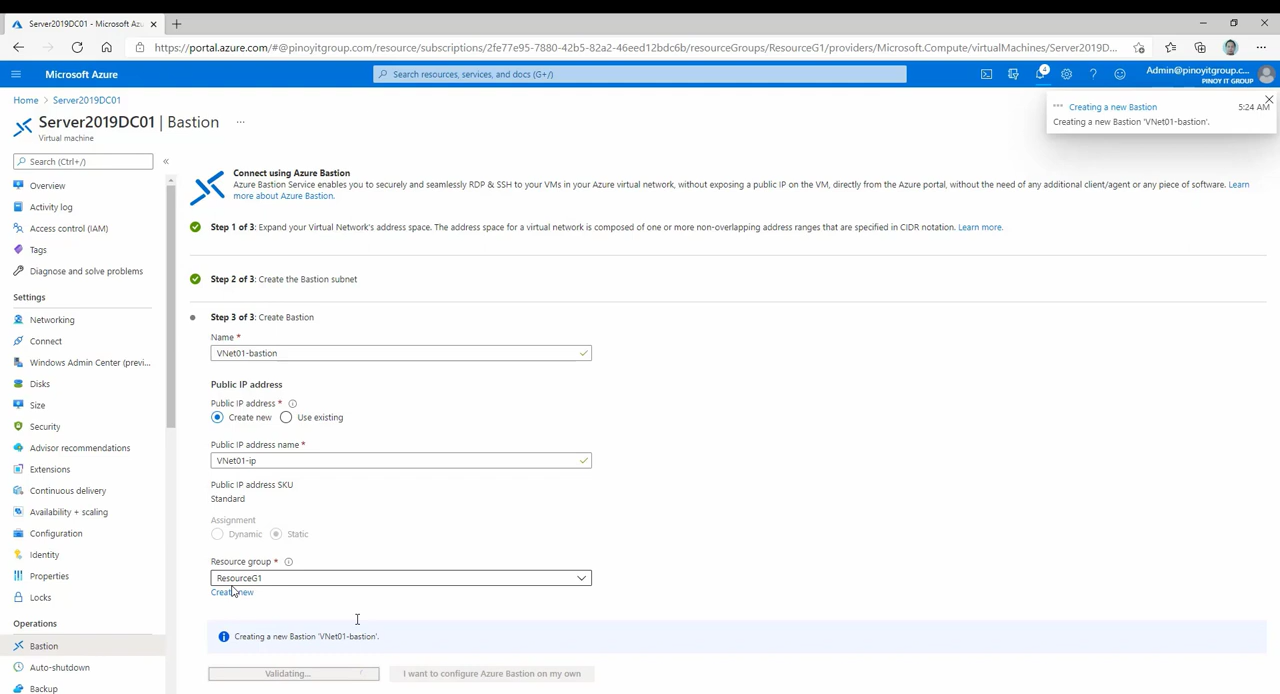 Server2019DC01 - Microsoft Az
https://portal.azure.com/#@pinoyitgroup.com/resource/subscriptions/2fe77e95-7880-42b5-82a2-46eed12bdc6b/resourceGroups/ResourceG1/providers/Microsoft.Compute/virtualMachines/Server2019D...
Microsoft Azure
Search resources, services, and docs (G+/)
4
Admin@pinoyitgroup.c...
PINOY IT GROUP
Home > Server2019DC01
Creating a new Bastion 5:24 AM
Creating a new Bastion 'VNet01-bastion'.
Server2019DC01 | Bastion ...
Virtual machine
Search (Ctrl+/) «
Overview
Activity log
Access control (IAM)
Tags
Diagnose and solve problems
Settings
Networking
Connect
Windows Admin Center (previ...
Disks
Size
Security
Advisor recommendations
Extensions
Continuous delivery
Availability + scaling
Configuration
Identity
Properties
Locks
Operations
Bastion
Auto-shutdown
Backup
Connect using Azure Bastion
Azure Bastion Service enables you to securely and seamlessly RDP & SSH to your VMs in your Azure virtual network, without exposing a public IP on the VM, directly from the Azure portal, without the need of any additional client/agent or any piece of software. Learn
more about Azure Bastion.
Step 1 of 3: Expand your Virtual Network's address space. The address space for a virtual network is composed of one or more non-overlapping address ranges that are specified in CIDR notation. Learn more.
Step 2 of 3: Create the Bastion subnet
Step 3 of 3: Create Bastion
Name *
VNet01-bastion
Public IP address
Public IP address *
Create new Use existing
Public IP address name *
VNet01-ip
Public IP address SKU
Standard
Assignment
Dynamic Static
Resource group *
ResourceG1
Create new
Creating a new Bastion 'VNet01-bastion'.
Validating... I want to configure Azure Bastion on my own